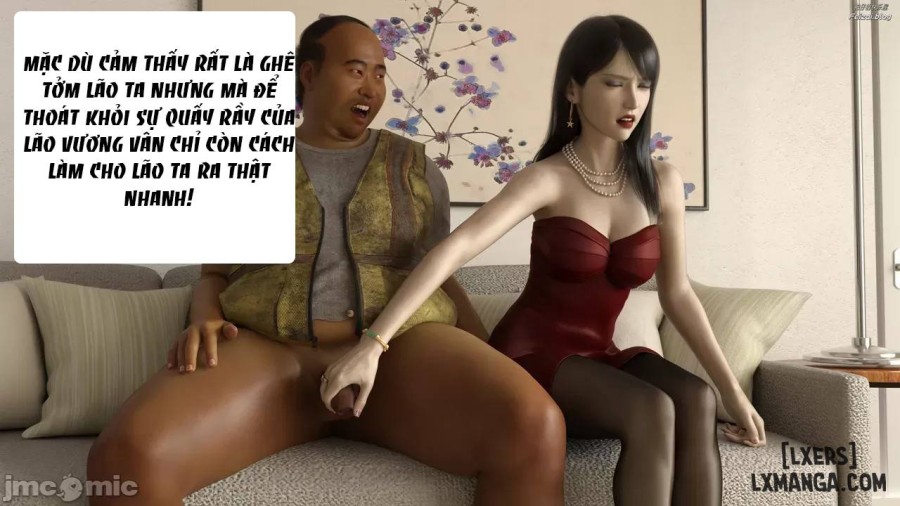 MẶC DÙ CẢM THẤY RẤT LÀ GHÊ
TỞM LÃO TA NHƯNG MÀ ĐỂ
THOÁT KHỎI SỰ QUẤY RẦY CỦA
LÃO VƯƠNG VÂN CHỈ CÒN CÁCH
LÀM CHO LÃO TA RA THẬT
NHANH!
[LXERS]
LXMANGA.COM
jmcomic